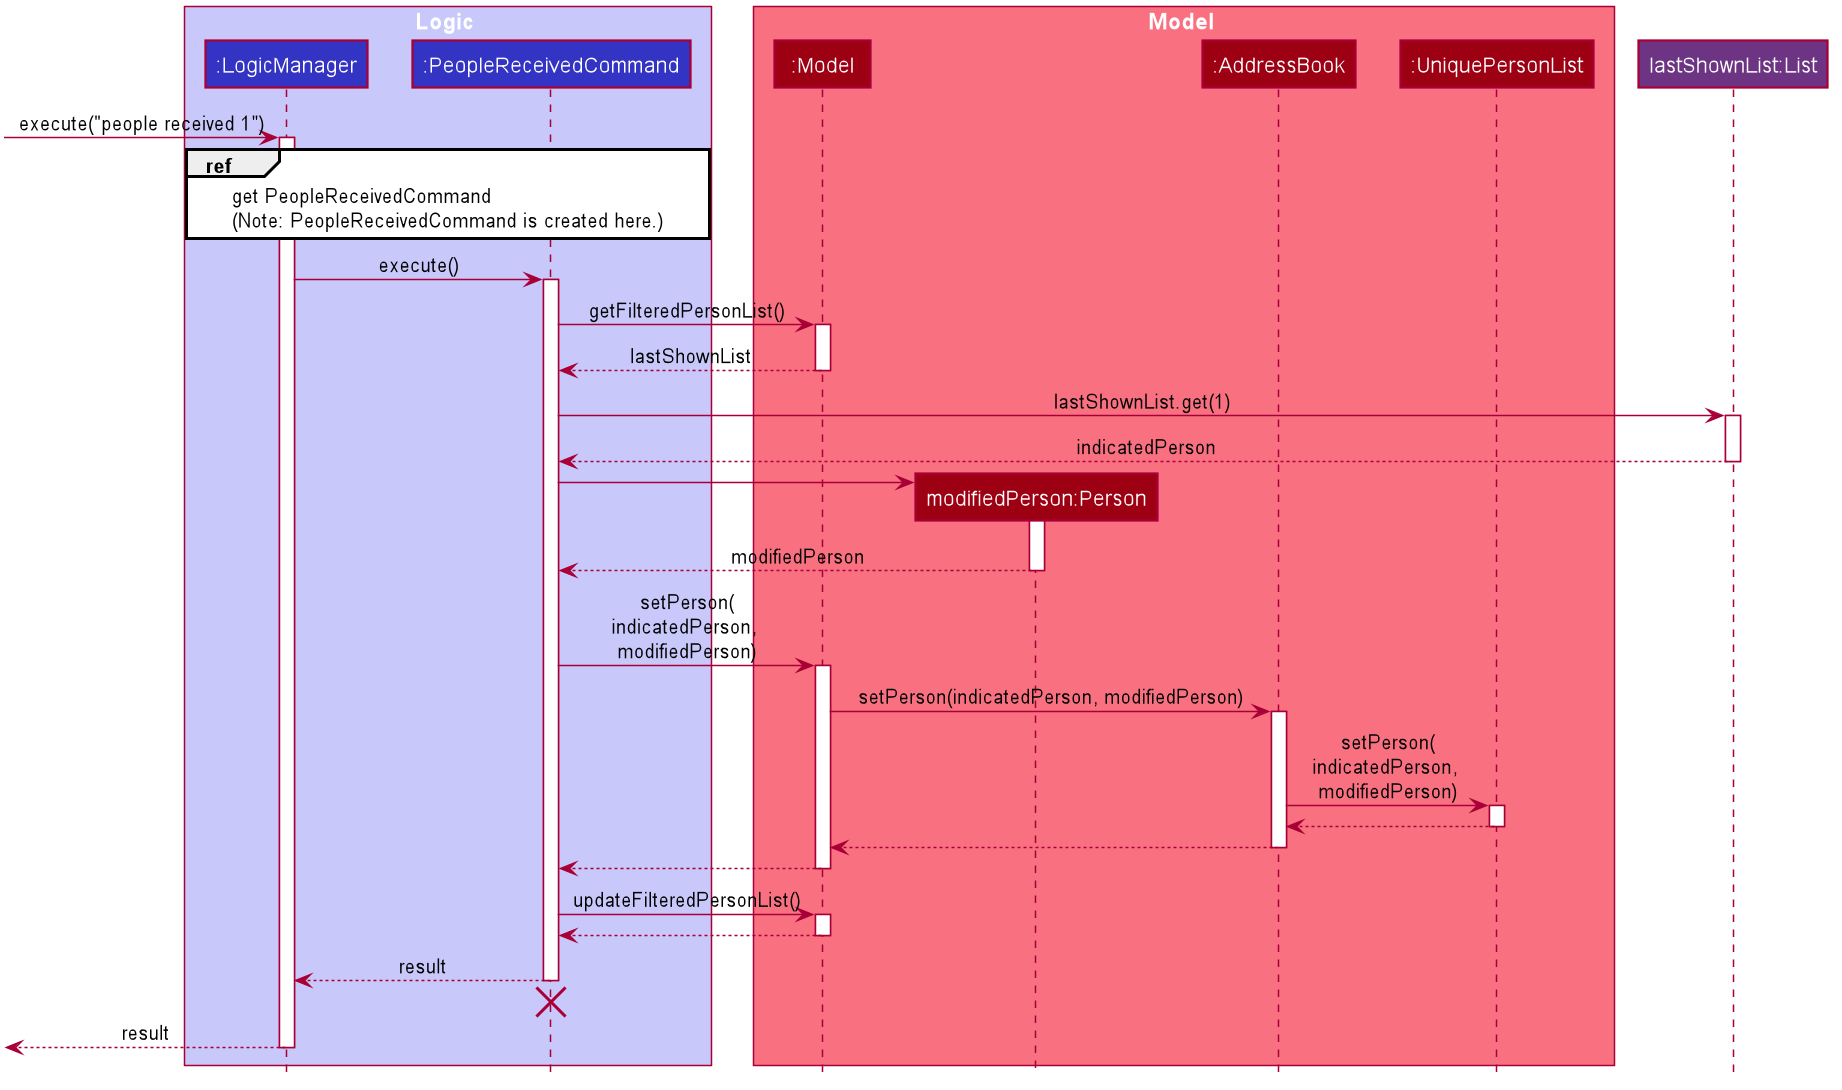 Logic
Model
:LogicManager
:PeopleReceivedCommand
:Model
:AddressBook
:UniquePersonList
lastShownList:List
execute("people received 1")
ref
get PeopleReceivedCommand
(Note: PeopleReceivedCommand is created here.)
execute()
getFilteredPersonList()
lastShownList
lastShownList.get(1)
indicatedPerson
modifiedPerson:Person
modifiedPerson
setPerson(
indicatedPerson,
modifiedPerson)
setPerson(indicatedPerson, modifiedPerson)
setPerson(
indicatedPerson,
modifiedPerson)
updateFilteredPersonList()
result
result